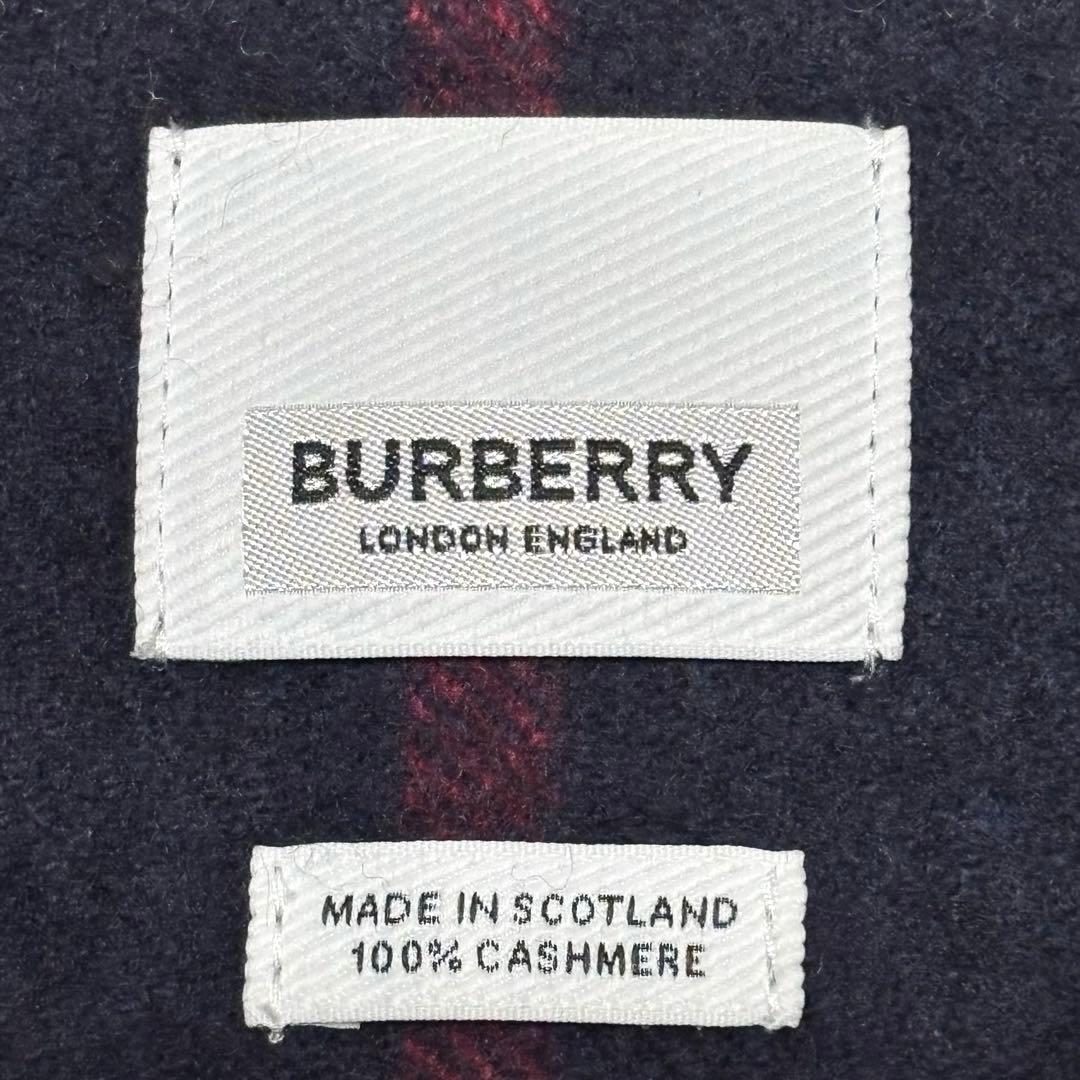 BURBERRY
LONDON ENGLAND
MADE IN SCOTLAND
100% CASHMERE